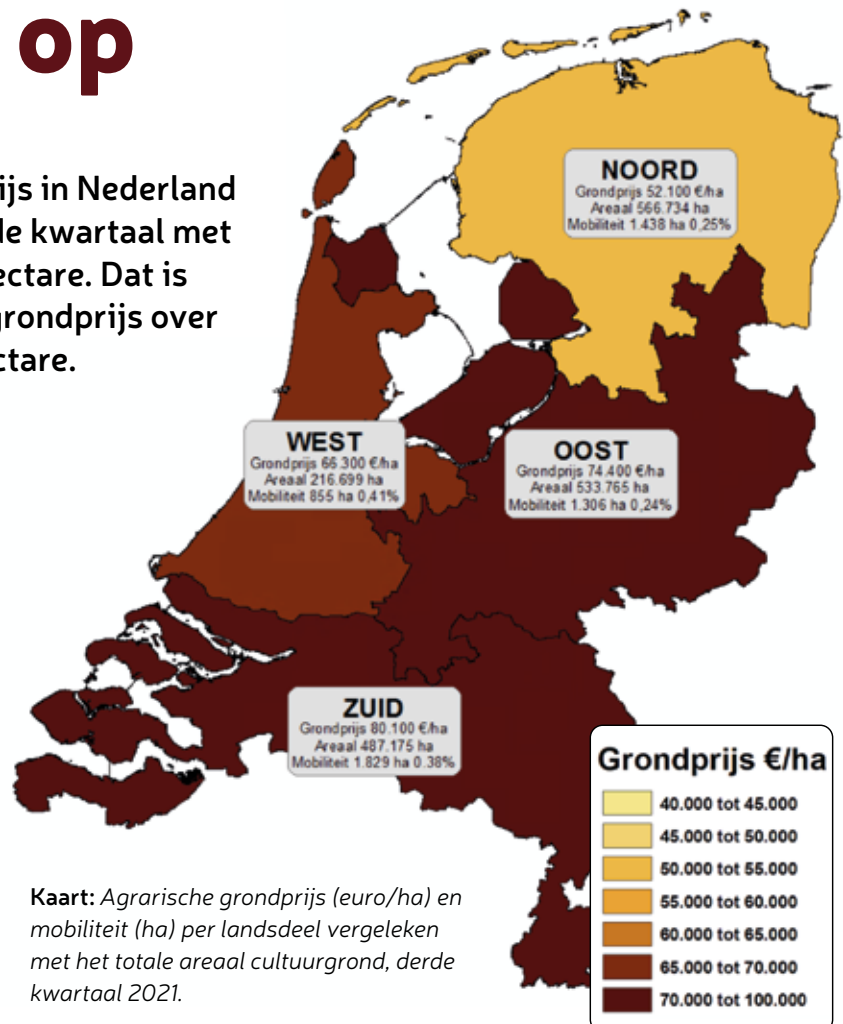 op
ijs in Nederland
de kwartaal met
ectare. Dat is
grondprijs over
ctare.
NOORD
Grondprijs 52.100 €/ha
Areaal 566.734 ha
Mobiliteit 1.438 ha 0,25%
WEST
Grondprijs 66.300 €/ha
Areaal 216.699 ha
Mobiliteit 855 ha 0,41%
OOST
Grondprijs 74.400 €/ha
Areaal 533.765 ha
Mobiliteit 1.306 ha 0,24%
ZUID
Grondprijs 80.100 €/ha
Areaal 487.175 ha
Mobiliteit 1.829 ha 0.38%
Grondprijs €/ha
40.000 tot 45.000
45.000 tot 50.000
50.000 tot 55.000
55.000 tot 60.000
60.000 tot 65.000
65.000 tot 70.000
70.000 tot 100.000
Kaart: Agrarische grondprijs (euro/ha) en
mobiliteit (ha) per landsdeel vergeleken
met het totale areaal cultuurgrond, derde
kwartaal 2021.